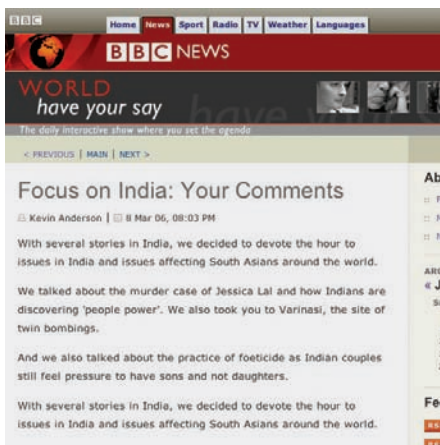 BBC
Home News Sport Radio TV Weather Languages
BBC NEWS
WORLD
have your say
have your s
The daily interactive show where you set the agenda
< PREVIOUS | MAIN | NEXT >
Focus on India: Your Comments
Kevin Anderson | 8 Mar 06, 08:03 PM
With several stories in India, we decided to devote the hour to
issues in India and issues affecting South Asians around the world.
We talked about the murder case of Jessica Lal and how Indians are
discovering 'people power'. We also took you to Varinasi, the site of
twin bombings.
And we also talked about the practice of foeticide as Indian couples
still feel pressure to have sons and not daughters.
With several stories in India, we decided to devote the hour to
issues in India and issues affecting South Asians around the world.
Ab
« J
Fe